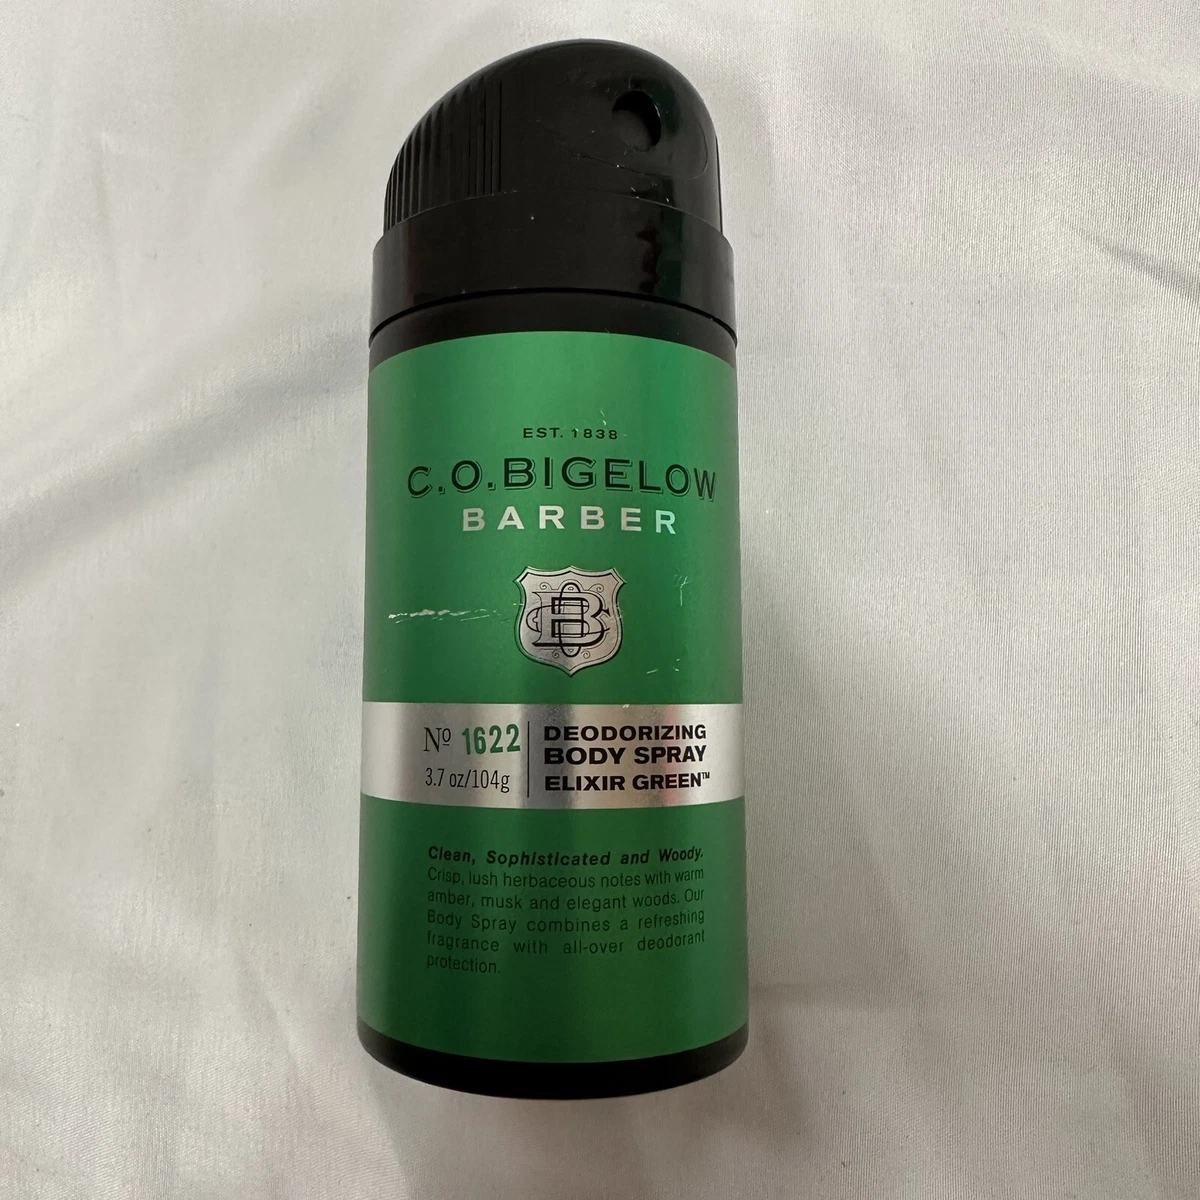 EST. 1838
C.O.BIGELOW
BARBER
CBO
Nº 1622
3.7 oz/104g
DEODORIZING
BODY SPRAY
ELIXIR GREEN™
Clean, Sophisticated and Woody.
Crisp, lush herbaceous notes with warm
amber, musk and elegant woods. Our
Body Spray combines a refreshing
fragrance with all-over deodorant
protection.